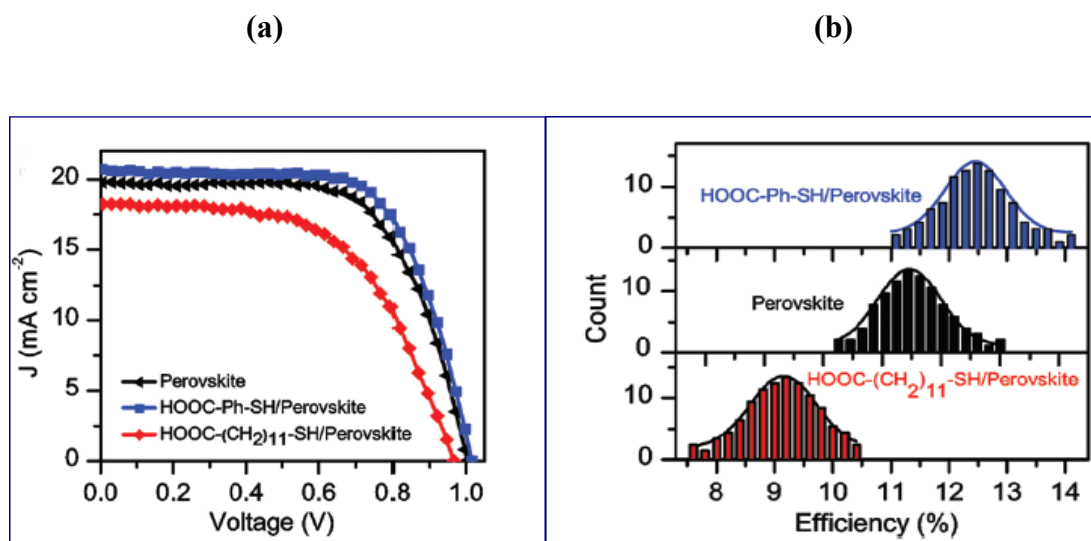 (a)
(b)
20
15
10
5
0
J (mA cm⁻²)
Perovskite
HOOC-Ph-SH/Perovskite
HOOC-(CH₂)₁₁-SH/Perovskite
0.0 0.2 0.4 0.6 0.8 1.0
Voltage (V)
10
0
HOOC-Ph-SH/Perovskite
10
0
Perovskite
Count
10
0
HOOC-(CH₂)₁₁-SH/Perovskite
8 9 10 11 12 13 14
Efficiency (%)